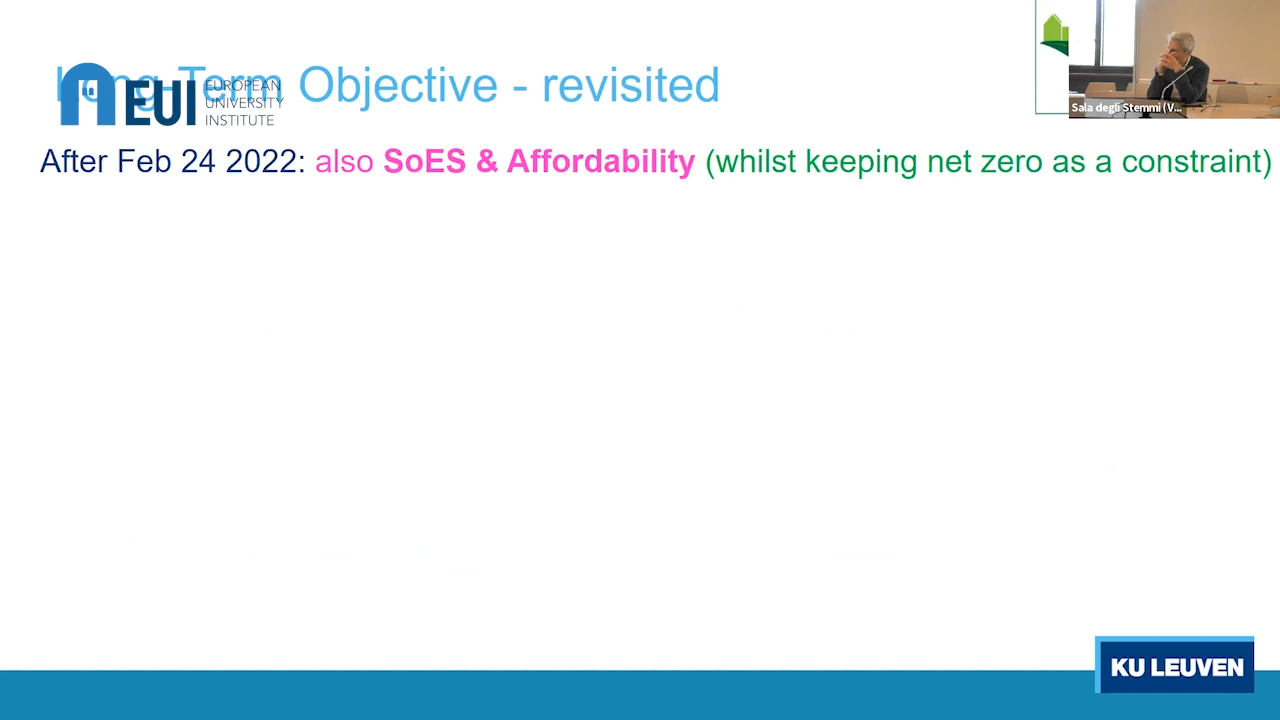 Long-Term Objective - revisited
EUI
EUROPEAN
UNIVERSITY
INSTITUTE
Sala degli Stemmi (V...
After Feb 24 2022: also SoES & Affordability (whilst keeping net zero as a constraint)
KU LEUVEN